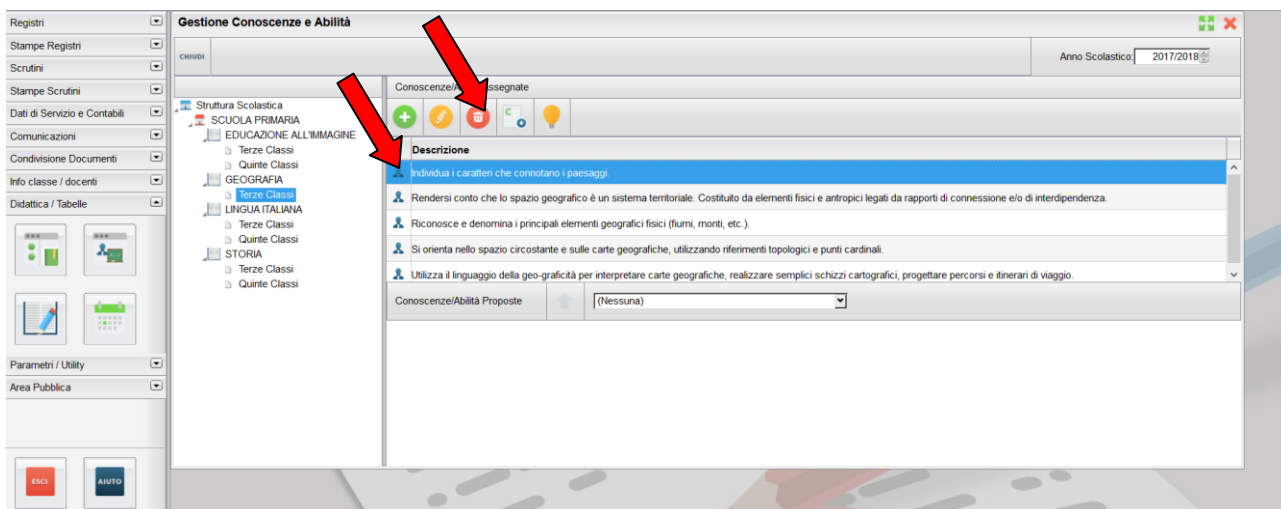 Registri
Stampe Registri
Scrutini
Stampe Scrutini
Dati di Servizio e Contabili
Comunicazioni
Condivisione Documenti
Info classe / docenti
Didattica / Tabelle
Parametri / Utility
Area Pubblica
ESCI
AIUTO
Gestione Conoscenze e Abilità
CHIUDI
Anno Scolastico: 2017/2018
Struttura Scolastica
SCUOLA PRIMARIA
EDUCAZIONE ALL'IMMAGINE
Terze Classi
Quinte Classi
GEOGRAFIA
Terze Classi
LINGUA ITALIANA
Terze Classi
Quinte Classi
STORIA
Terze Classi
Quinte Classi
Conoscenze/A
Descrizione
Individua i caratteri che connotano i paesaggi.
Rendersi conto che lo spazio geografico è un sistema territoriale. Costituito da elementi fisici e antropici legati da rapporti di connessione e/o di interdipendenza.
Riconosce e denomina i principali elementi geografici fisici (fiumi, monti, etc.).
Si orienta nello spazio circostante e sulle carte geografiche, utilizzando riferimenti topologici e punti cardinali.
Utilizza il linguaggio della geo-graficità per interpretare carte geografiche, realizzare semplici schizzi cartografici, progettare percorsi e itinerari di viaggio.
Conoscenze/Abilità Proposte
(Nessuna)